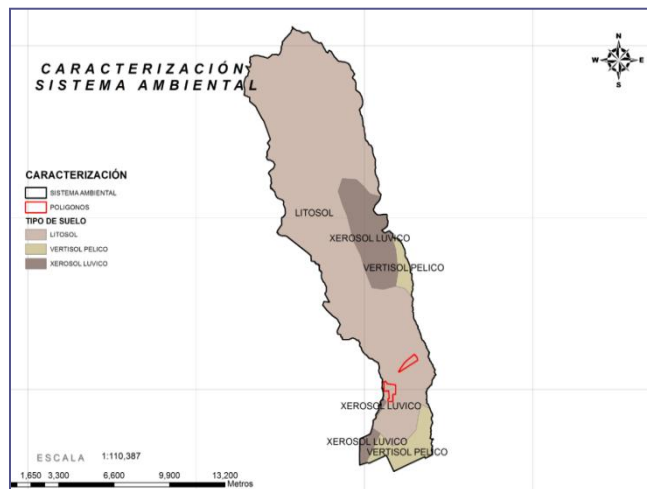 CARACTERIZACIÓN
SISTEMA AMBIENTAL
N
W E
S
CARACTERIZACIÓN
SISTEMA AMBIENTAL
POLIGONOS
TIPO DE SUELO
LITOSOL
VERTISOL PELICO
XEROSOL LUVICO
LITOSOL
XEROSOL LUVICO
VERTISOL PELICO
XEROSOL LUVICO
XEROSOL LUVICO
VERTISOL PELICO
ESCALA 1:110,387
1,650 3,300 6,600 9,900 13,200
Metros